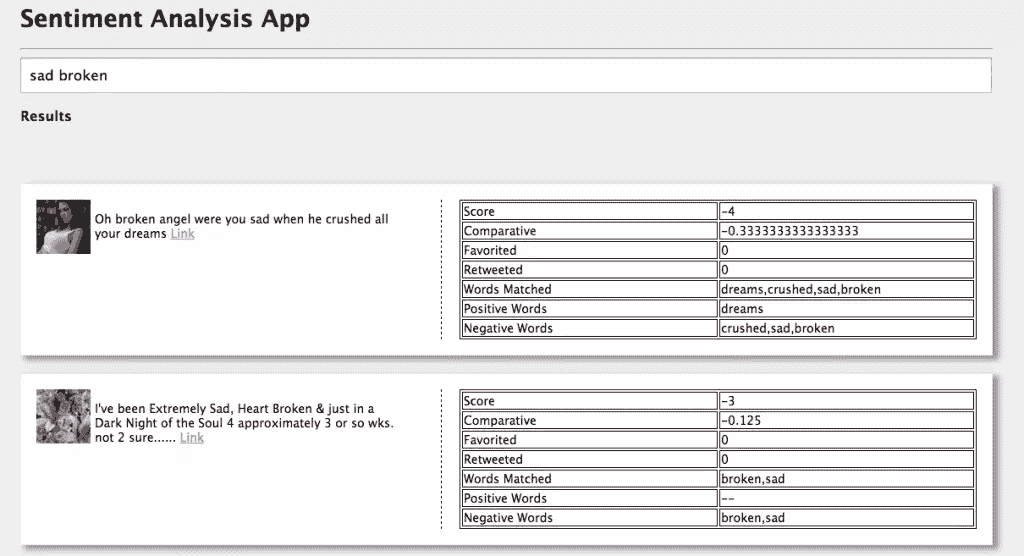 Sentiment Analysis App
sad broken
Results
Oh broken angel were you sad when he crushed all
your dreams Link
Score -4
Comparative -0.3333333333333333
Favorited 0
Retweeted 0
Words Matched dreams,crushed,sad,broken
Positive Words dreams
Negative Words crushed,sad,broken
I've been Extremely Sad, Heart Broken & just in a
Dark Night of the Soul 4 approximately 3 or so wks.
not 2 sure...... Link
Score -3
Comparative -0.125
Favorited 0
Retweeted 0
Words Matched broken,sad
Positive Words --
Negative Words broken,sad